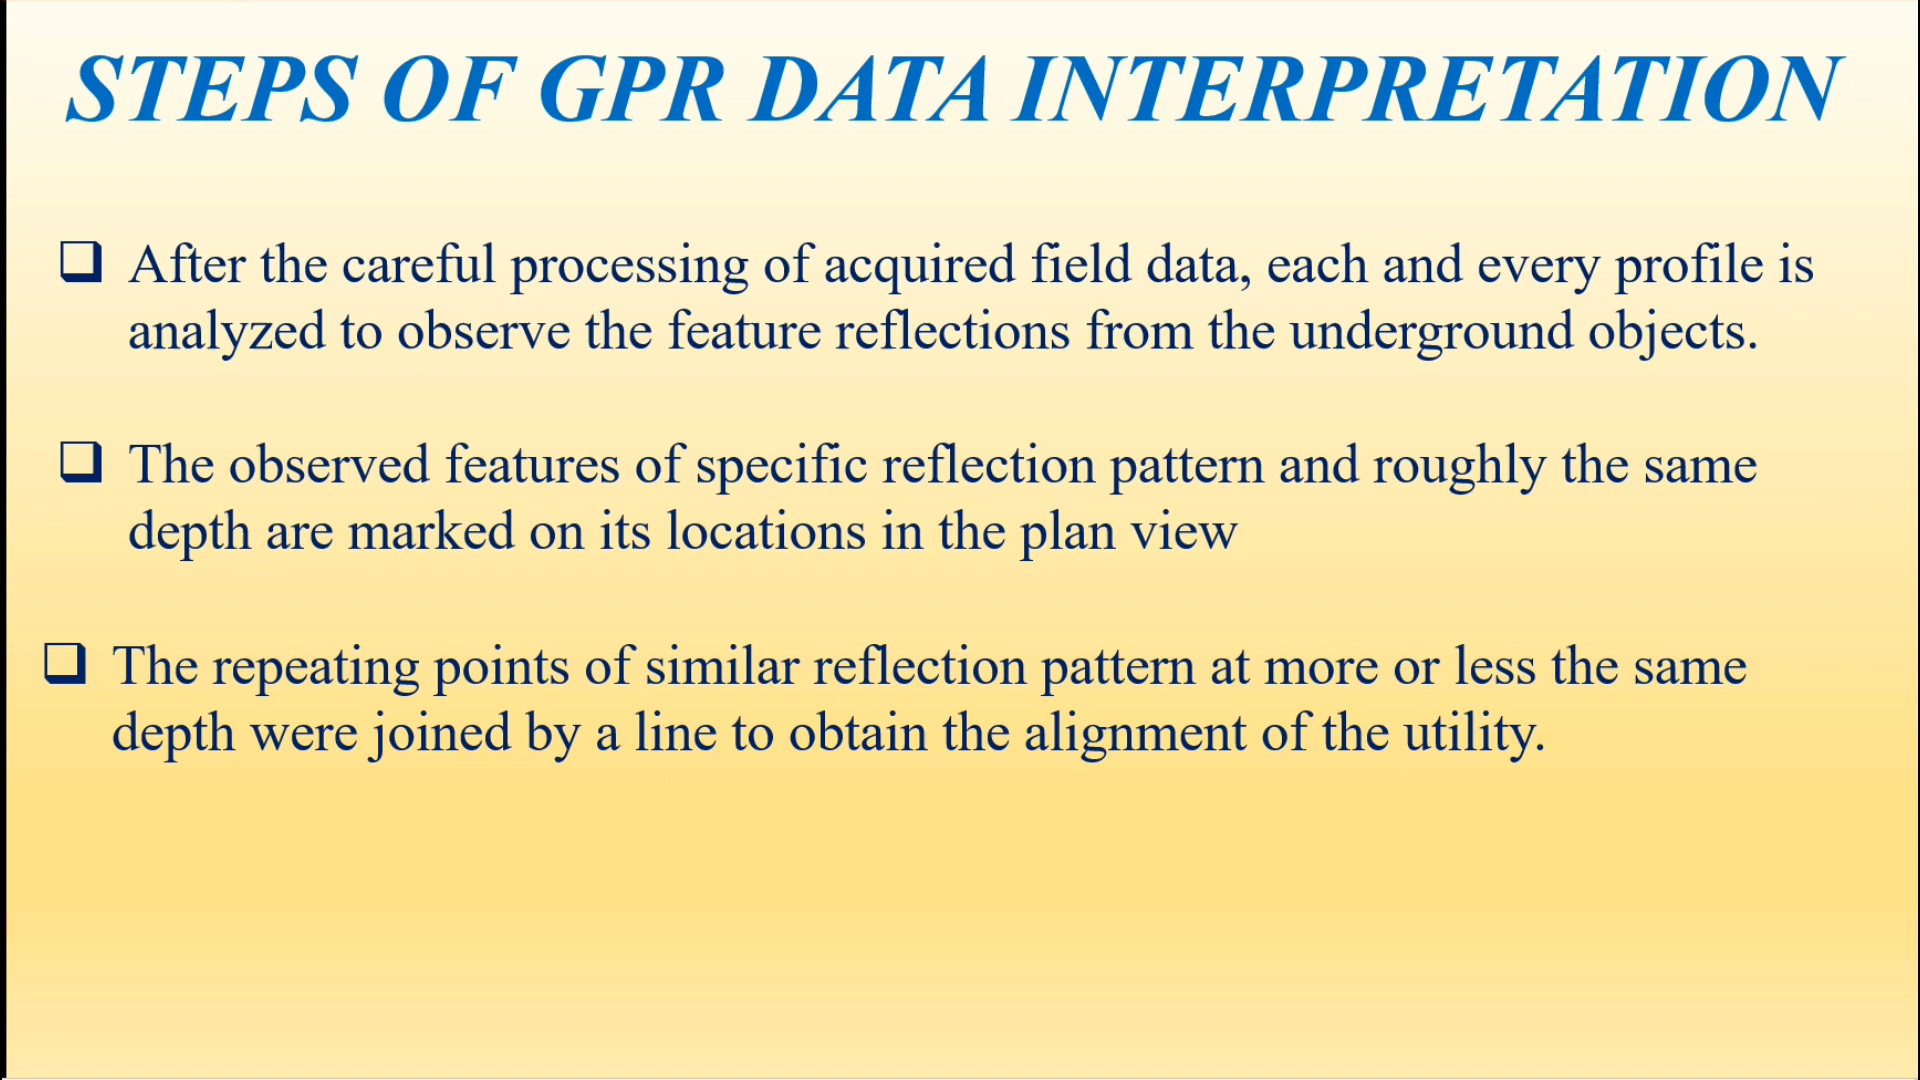 STEPS OF GPR DATA INTERPRETATION
❑ After the careful processing of acquired field data, each and every profile is
analyzed to observe the feature reflections from the underground objects.
❑ The observed features of specific reflection pattern and roughly the same
depth are marked on its locations in the plan view
❑ The repeating points of similar reflection pattern at more or less the same
depth were joined by a line to obtain the alignment of the utility.